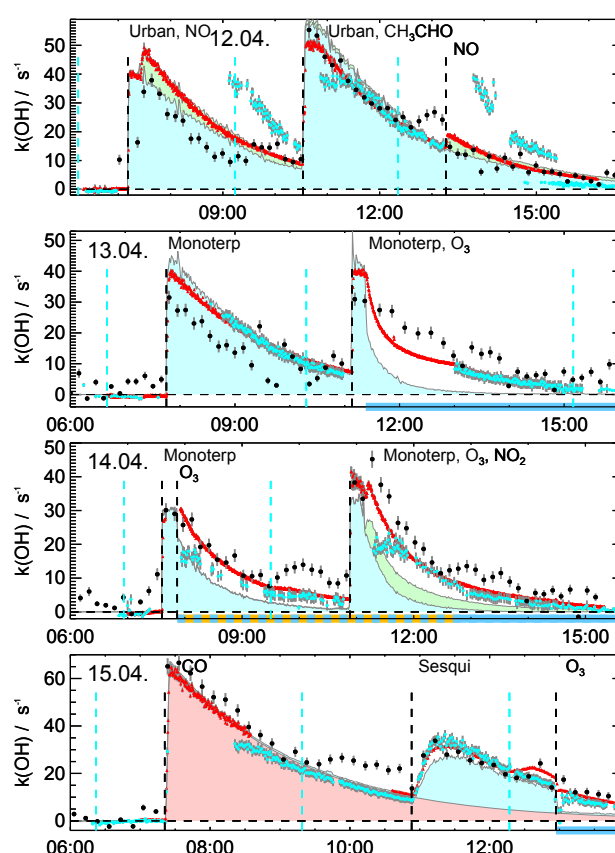 Urban, NO 12.04. Urban, CH₃CHO
NO
k(OH) / s⁻¹
50
40
30
20
10
0
09:00 12:00 15:00
13.04. Monoterp Monoterp, O₃
k(OH) / s⁻¹
50
40
30
20
10
0
06:00 09:00 12:00 15:00
14.04. Monoterp Monoterp, O₃, NO₂
O₃
k(OH) / s⁻¹
50
40
30
20
10
0
06:00 09:00 12:00 15:00
15.04. CO Sesqui O₃
k(OH) / s⁻¹
60
40
20
0
06:00 08:00 10:00 12:00